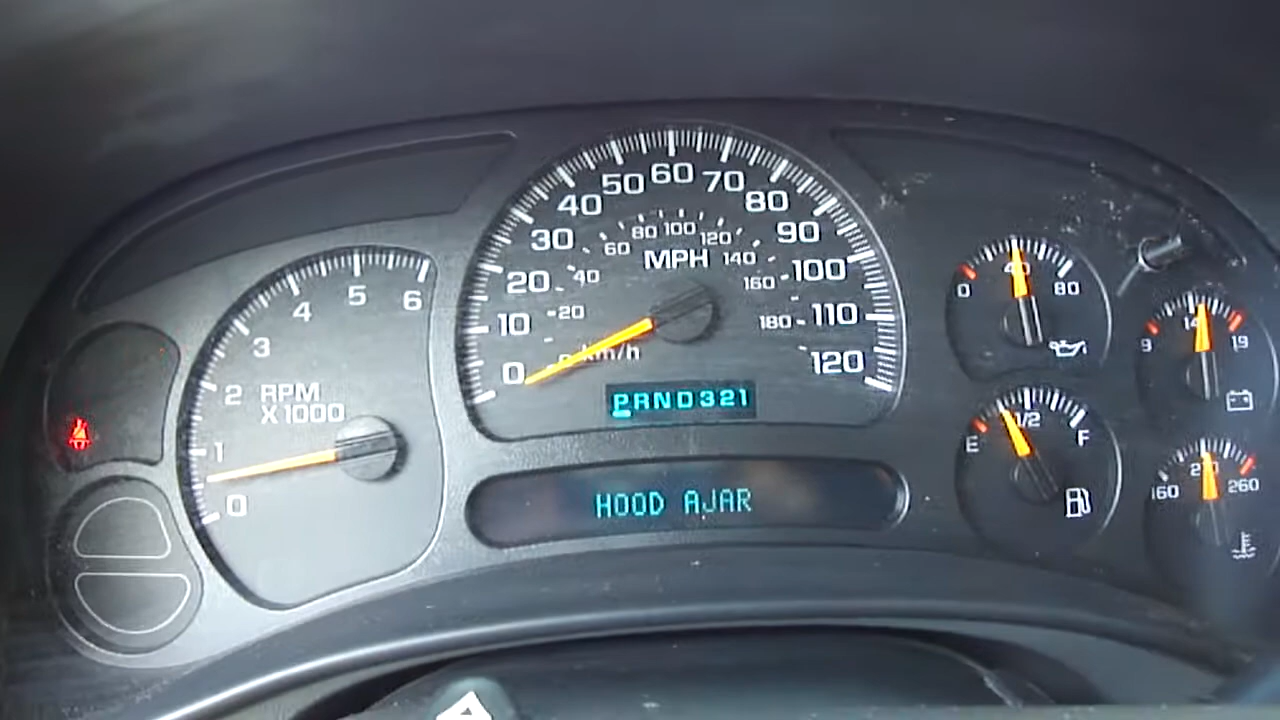 0 1 2 3 4 5 6
RPM
X1000
0 10 20 30 40 50 60 70 80 90 100 110 120
20 40 60 80 100 120 140 160 180
MPH
km/h
PRND321
HOOD AJAR
0 40 80
9 14 19
E 1/2 F
160 210 260